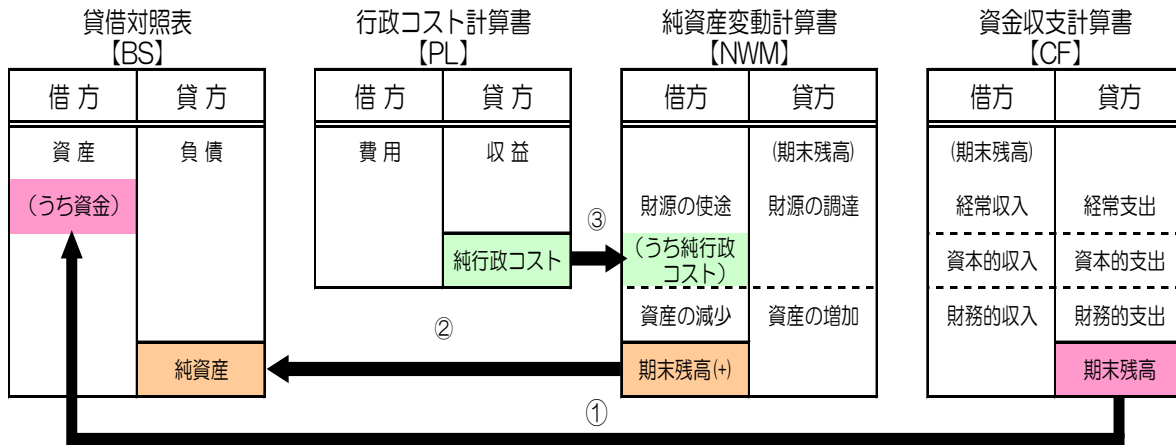 貸借対照表
【BS】
借 方
貸 方
資 産
負 債
(うち資金)
純資産
行政コスト計算書
【PL】
借 方
貸 方
費 用
収 益
純行政コスト
③
②
①
純資産変動計算書
【NWM】
借方
貸方
(期末残高)
財源の使途
財源の調達
(うち純行政
コスト)
資産の減少
資産の増加
期末残高(+)
資金収支計算書
【CF】
借方
貸方
(期末残高)
経常収入
経常支出
資本的収入
資本的支出
財務的収入
財務的支出
期末残高